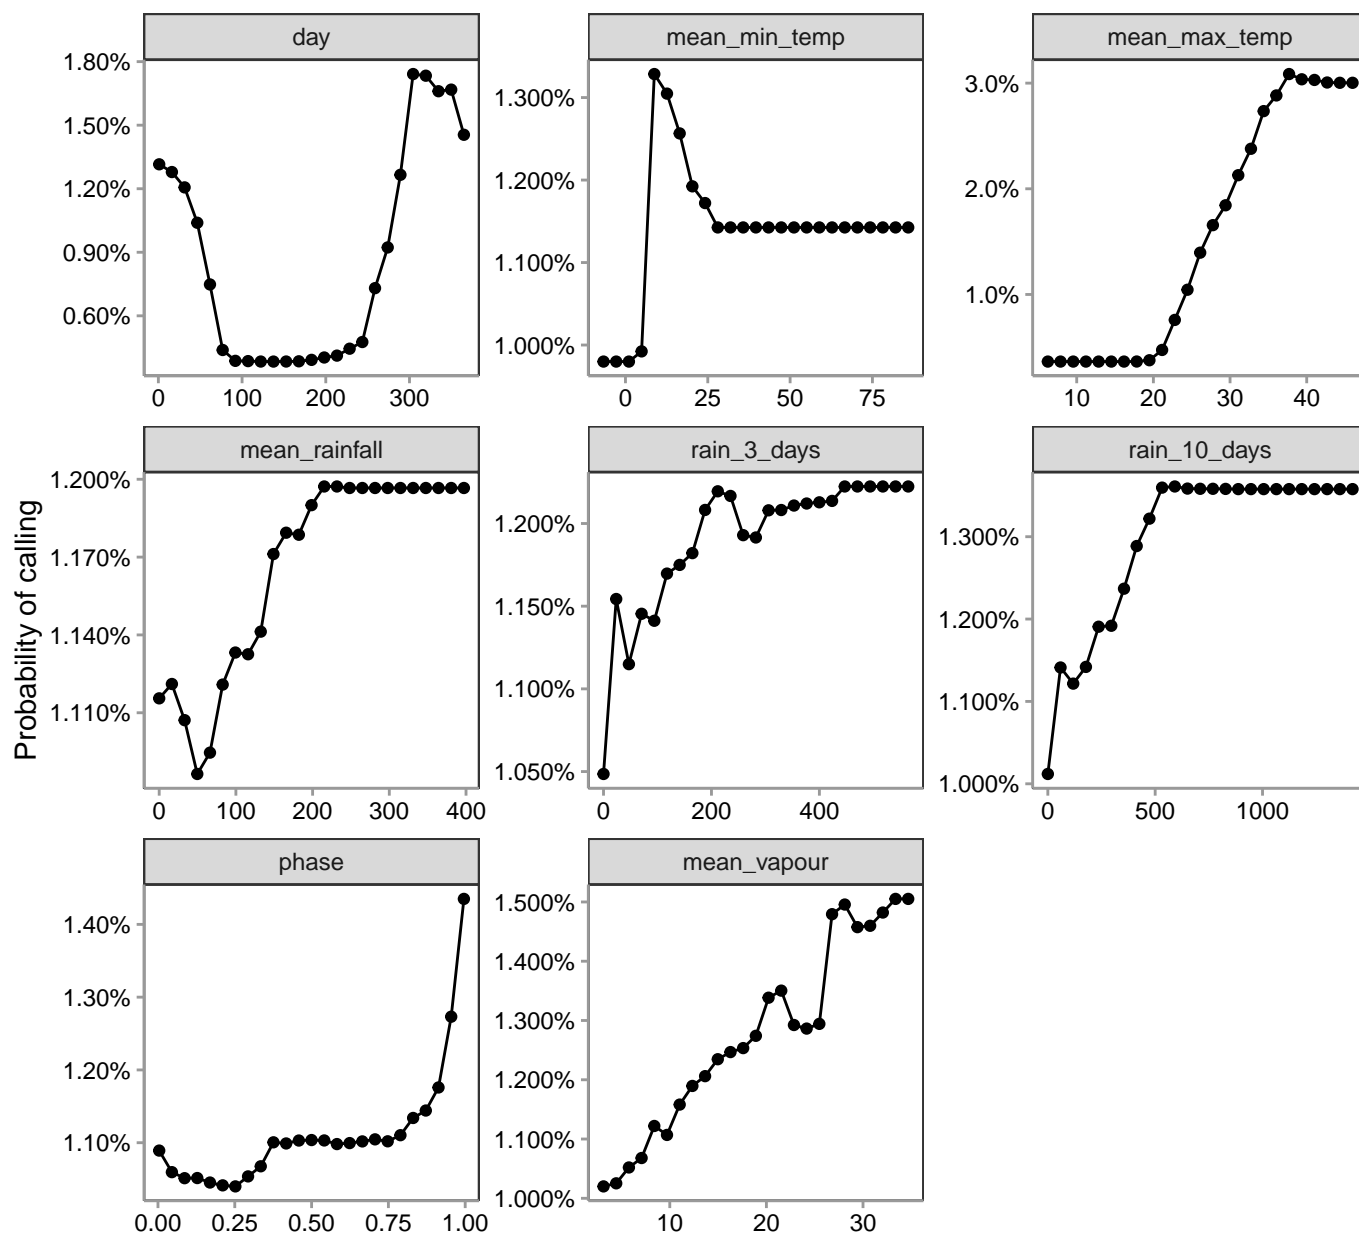 day
1.80%
1.50%
1.20%
0.90%
0.60%
0 100 200 300
mean_min_temp
1.300%
1.200%
1.100%
1.000%
0 25 50 75
mean_max_temp
3.0%
2.0%
1.0%
10 20 30 40
Probability of calling
mean_rainfall
1.200%
1.170%
1.140%
1.110%
0 100 200 300 400
rain_3_days
1.200%
1.150%
1.100%
1.050%
0 200 400
rain_10_days
1.300%
1.200%
1.100%
1.000%
0 500 1000
phase
1.40%
1.30%
1.20%
1.10%
0.00 0.25 0.50 0.75 1.00
mean_vapour
1.500%
1.400%
1.300%
1.200%
1.100%
1.000%
10 20 30